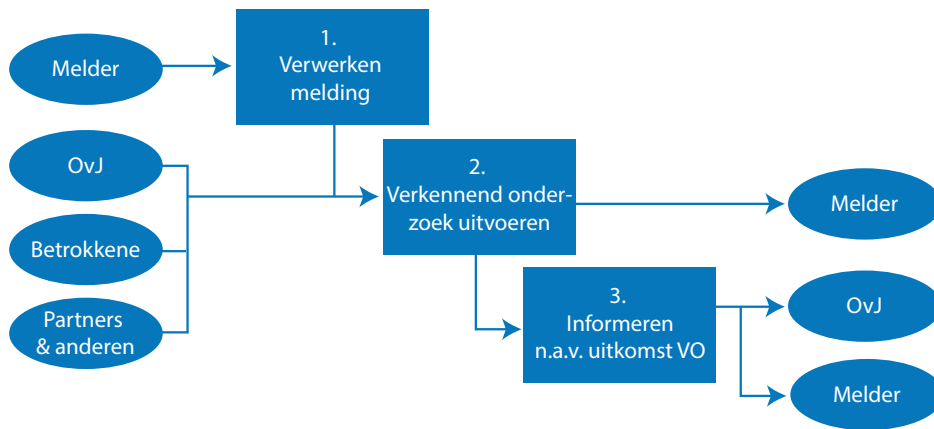 Melder
1.
Verwerken
melding
OvJ
Betrokkene
Partners
& anderen
2.
Verkennend onder-
zoek uitvoeren
Melder
3.
Informeren
n.a.v. uitkomst VO
OvJ
Melder